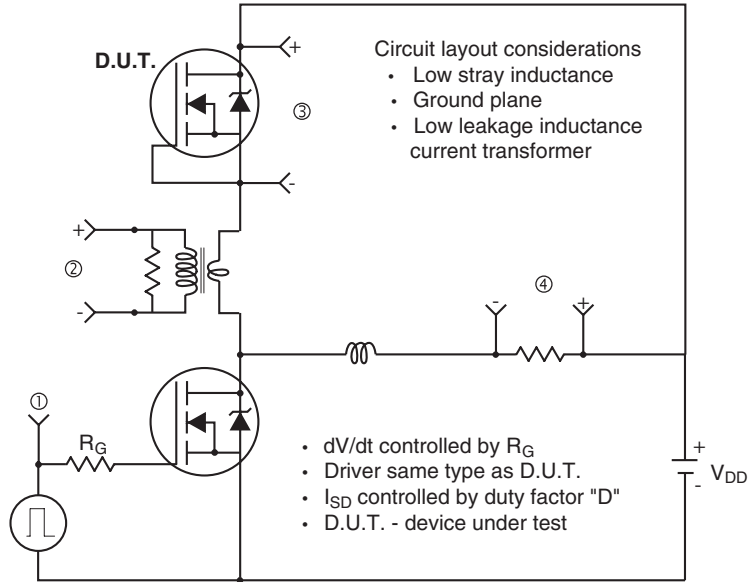 D.U.T.
+
③
-
Circuit layout considerations
• Low stray inductance
• Ground plane
• Low leakage inductance
current transformer
+
②
-
-
④
+
①
R_G
• dV/dt controlled by R_G
• Driver same type as D.U.T.
• I_SD controlled by duty factor "D"
• D.U.T. - device under test
+
V_DD
-